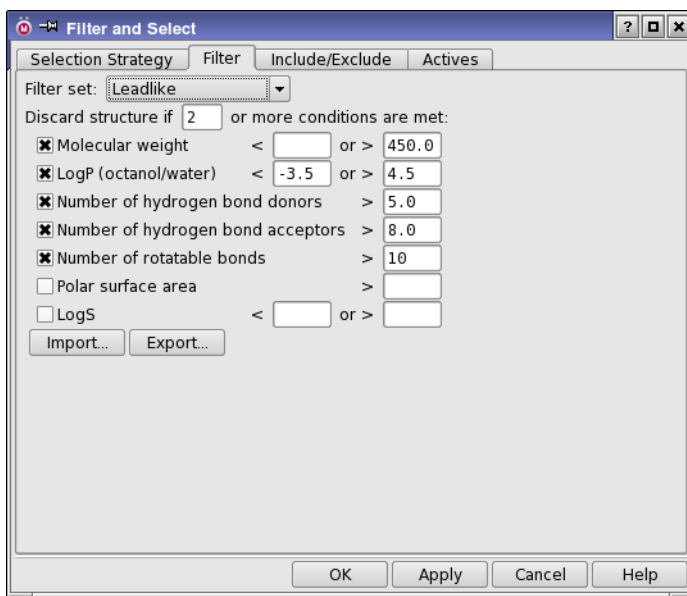 Filter and Select ?
Selection Strategy Filter Include/Exclude Actives
Filter set: Leadlike
Discard structure if 2 or more conditions are met:
Molecular weight < or > 450.0
LogP (octanol/water) < -3.5 or > 4.5
Number of hydrogen bond donors > 5.0
Number of hydrogen bond acceptors > 8.0
Number of rotatable bonds > 10
Polar surface area >
LogS < or >
Import... Export...
OK Apply Cancel Help